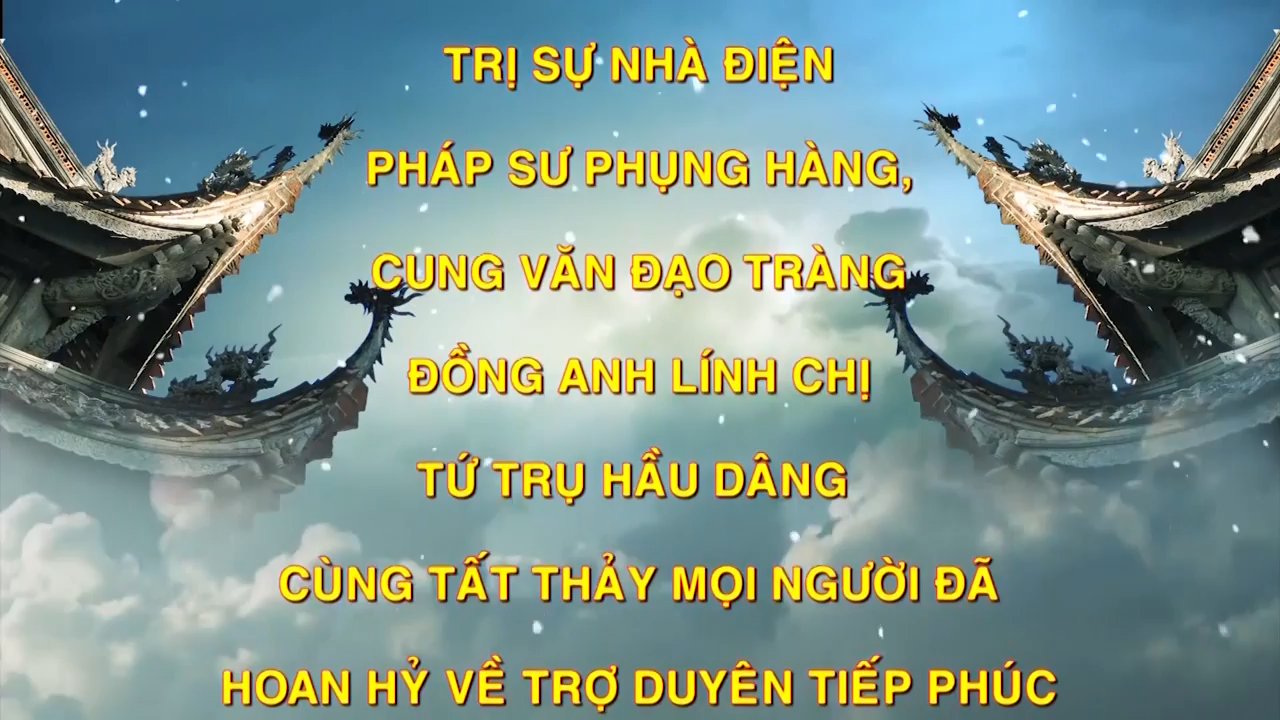 TRỊ SỰ NHÀ ĐIỆN
PHÁP SƯ PHỤNG HÀNG,
CUNG VĂN ĐẠO TRÀNG
ĐỒNG ANH LÍNH CHỊ
TỨ TRỤ HẦU DÂNG
CÙNG TẤT THẢY MỌI NGƯỜI ĐÃ
HOAN HỶ VỀ TRỢ DUYÊN TIẾP PHÚC